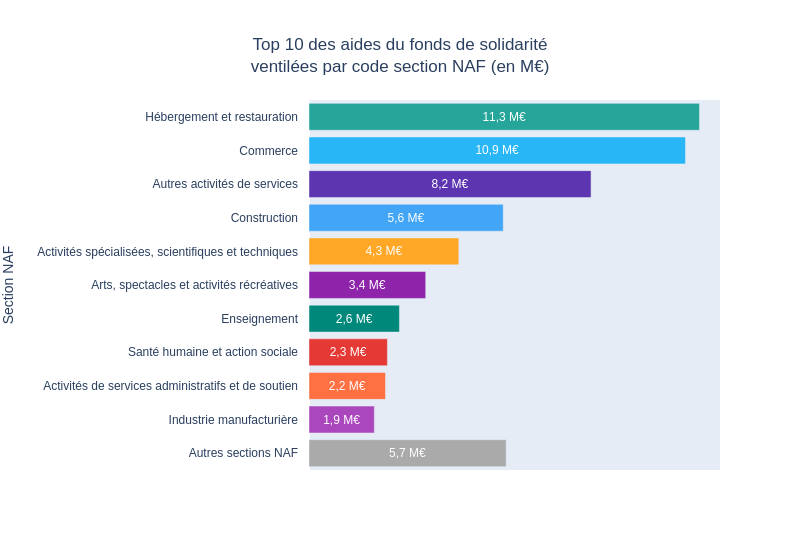 Top 10 des aides du fonds de solidarité
ventilées par code section NAF (en M€)
Section NAF
Hébergement et restauration 11,3 M€
Commerce 10,9 M€
Autres activités de services 8,2 M€
Construction 5,6 M€
Activités spécialisées, scientifiques et techniques 4,3 M€
Arts, spectacles et activités récréatives 3,4 M€
Enseignement 2,6 M€
Santé humaine et action sociale 2,3 M€
Activités de services administratifs et de soutien 2,2 M€
Industrie manufacturière 1,9 M€
Autres sections NAF 5,7 M€